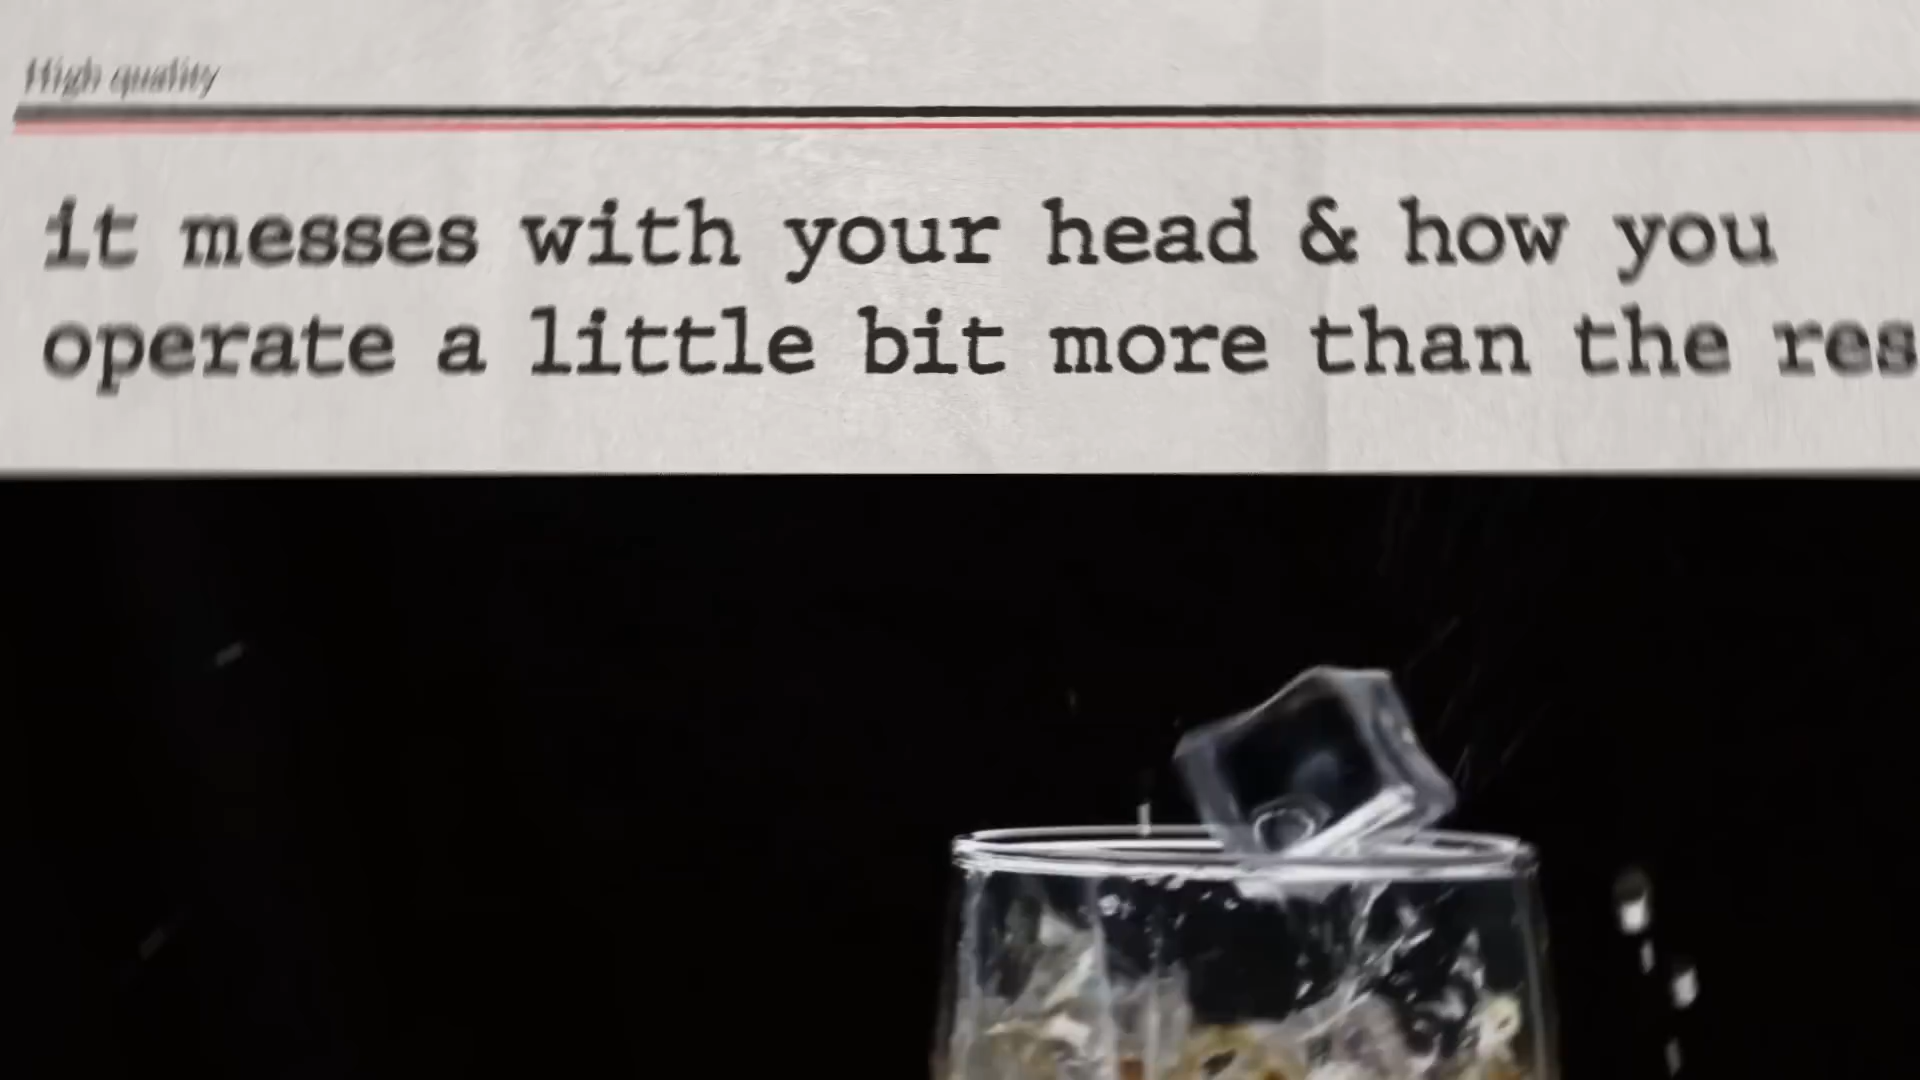 High quality
it messes with your head & how you
operate a little bit more than the res